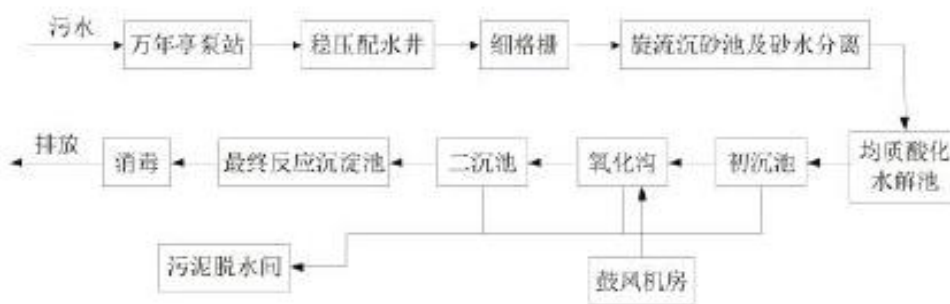 污水
万年亭泵站
稳压配水井
细格栅
旋流沉砂池及砂水分离
排放
消毒
最终反应沉淀池
二沉池
氧化沟
初沉池
均质酸化
水解池
污泥脱水间
鼓风机房